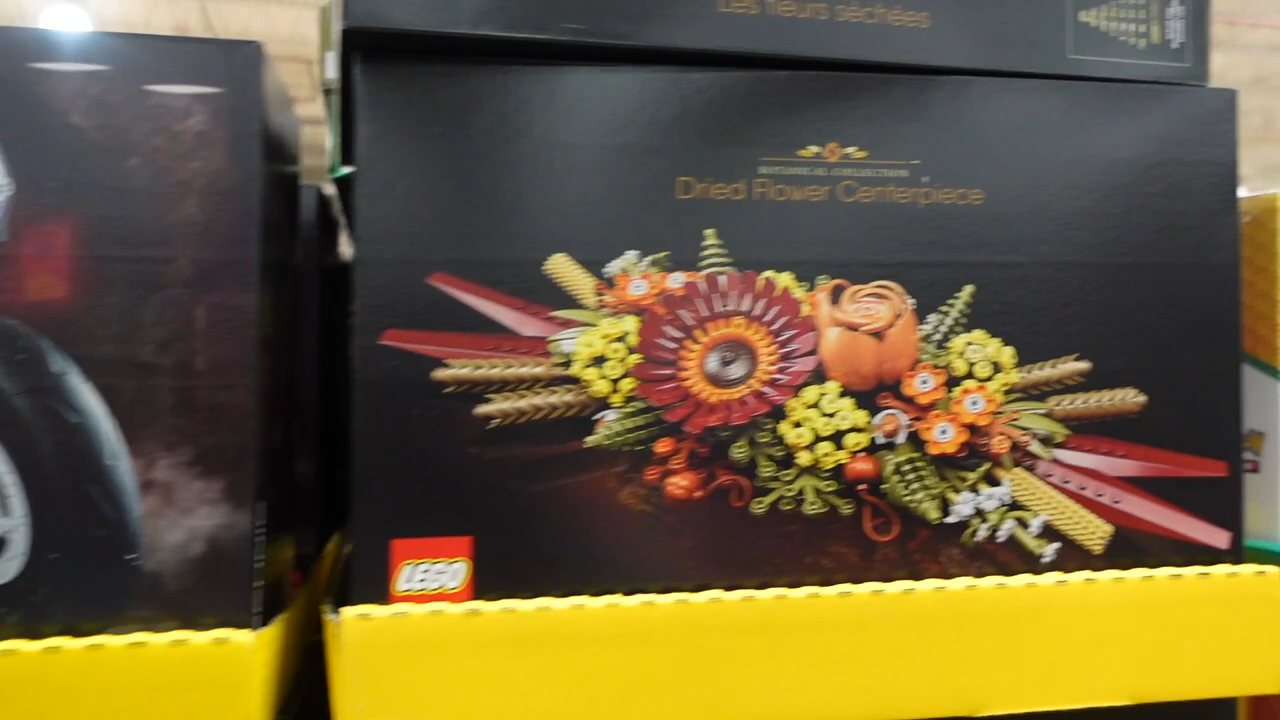 Les fleurs séchées
BOTANICAL COLLECTION
Dried Flower Centerpiece
LEGO